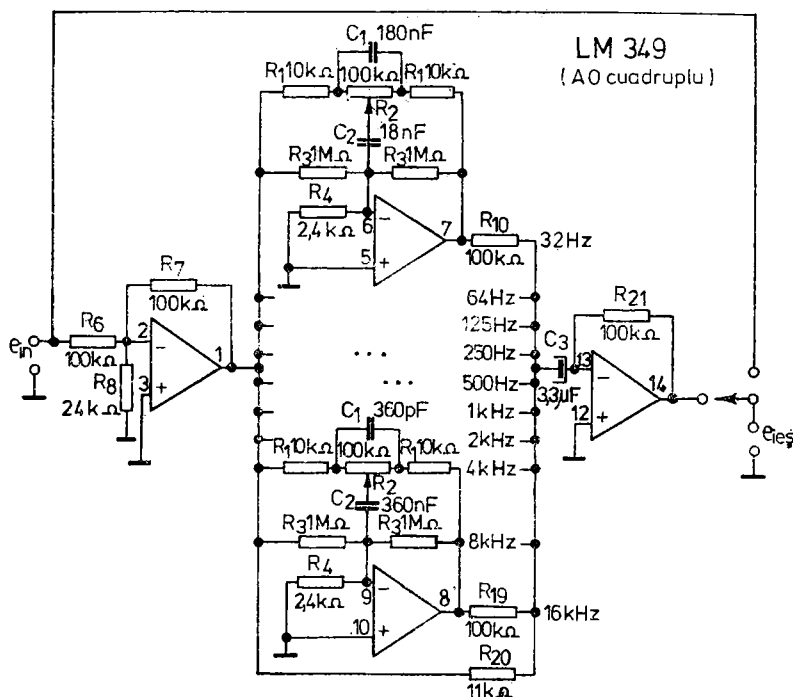 LM 349
(AO cuadruplu)
C1 180nF
R1 10kΩ 100kΩ R1 10kΩ
R2
C2 18nF
R3 1MΩ R3 1MΩ
R4
2,4kΩ
6
-
5
+
7
R10
100kΩ
32Hz
R7
100kΩ
64Hz
R21
100kΩ
125Hz
ein
R6
100kΩ
2
-
3
+
1
R8
24kΩ
...
...
250Hz
500Hz
C3
3,3μF
13
-
12
+
14
eieş
1kHz
2kHz
4kHz
C1 360pF
R1 10kΩ 100kΩ R1 10kΩ
R2
C2 360nF
R3 1MΩ R3 1MΩ
8kHz
R4
2,4kΩ
9
-
10
+
8
R19
100kΩ
16kHz
R20
11kΩ